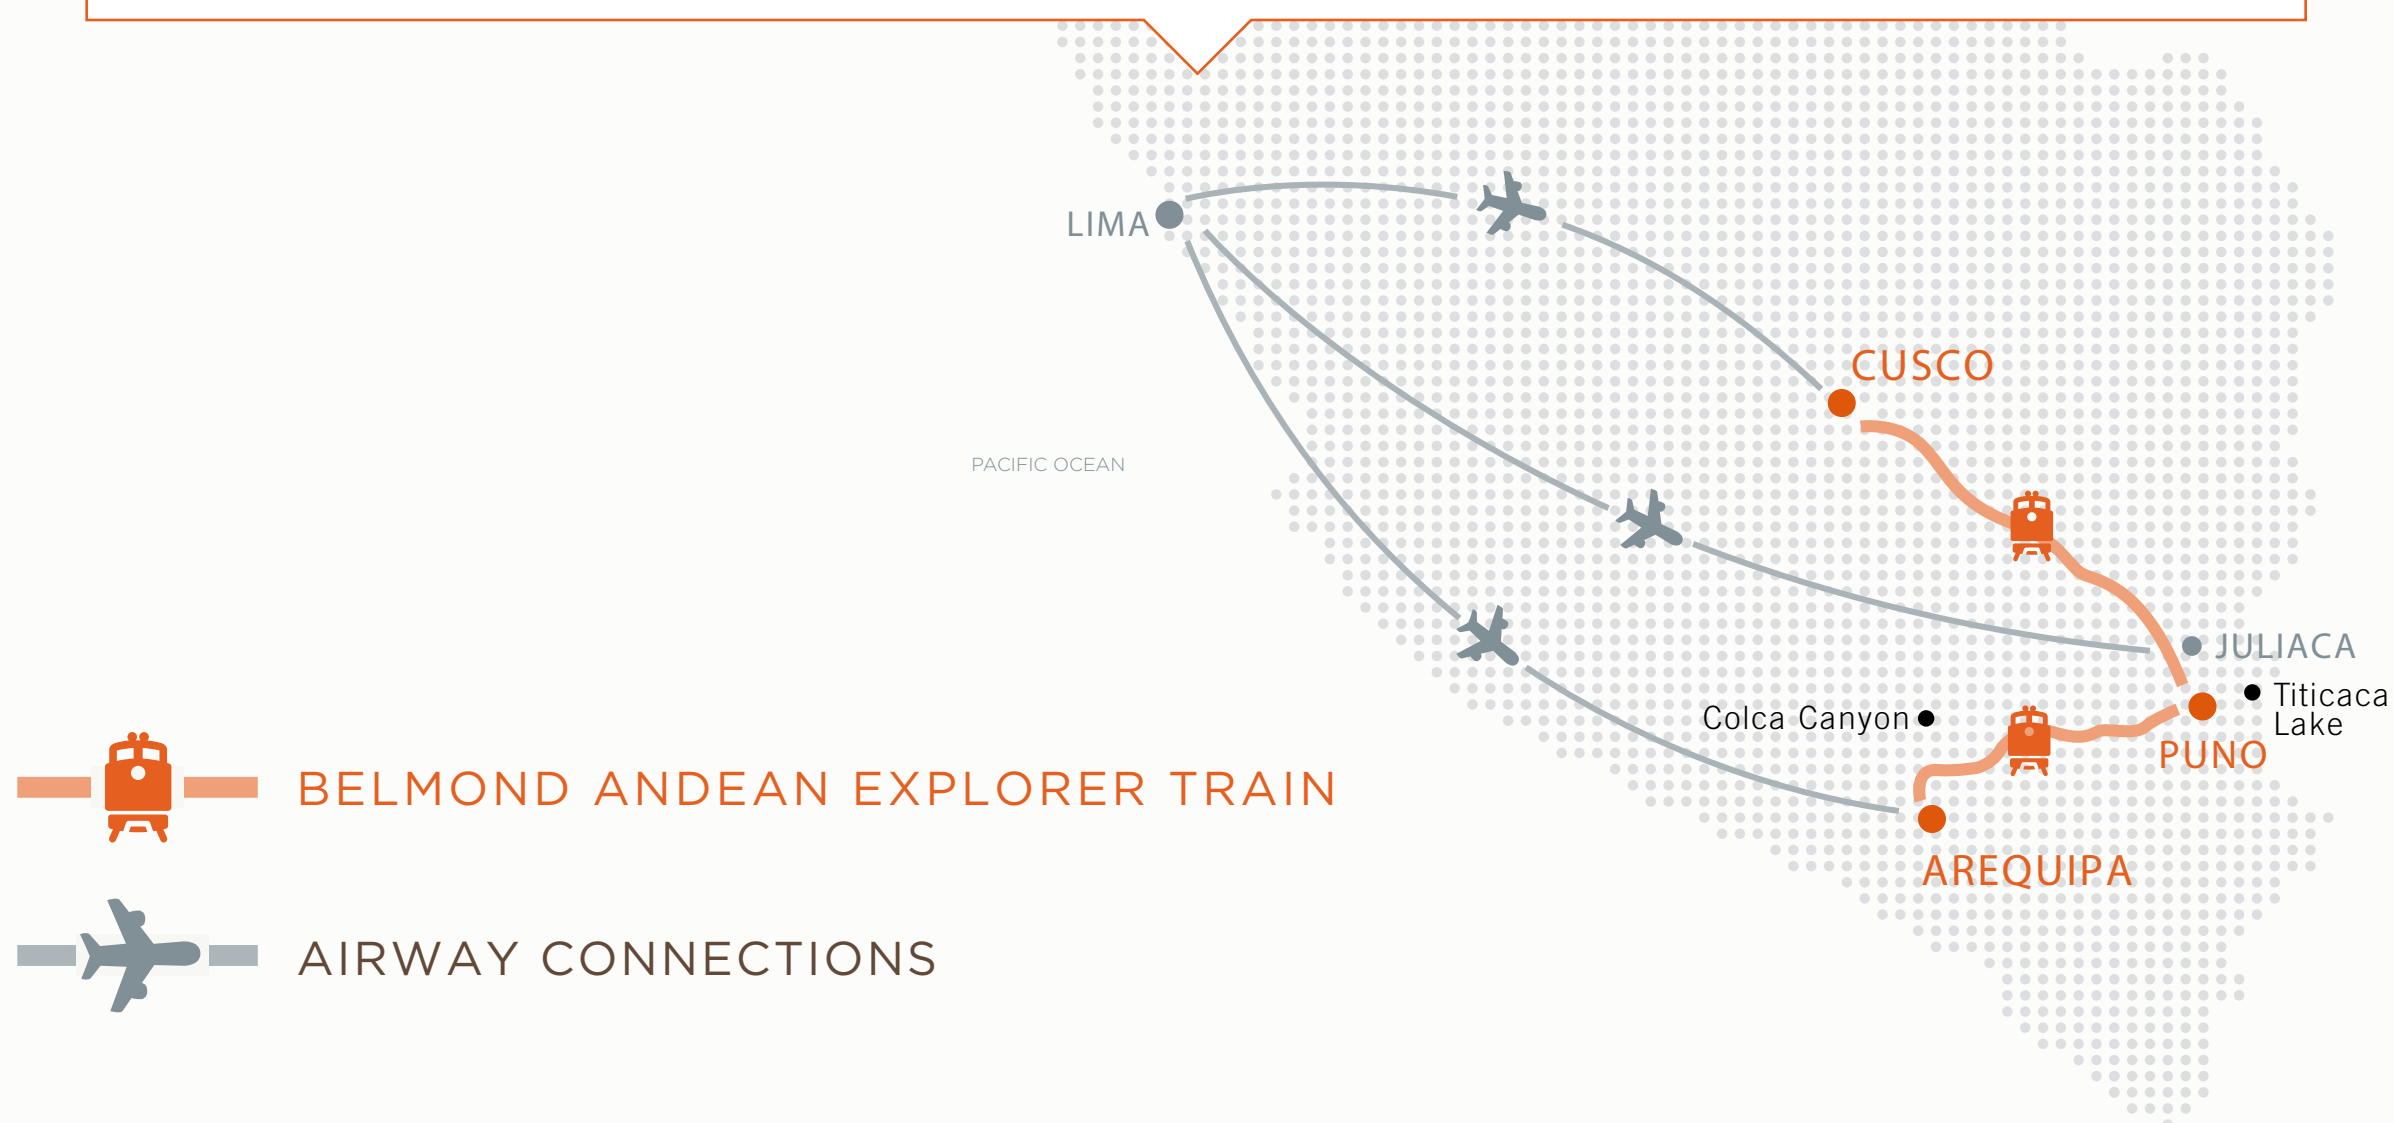 LIMA
CUSCO
PACIFIC OCEAN
JULIACA
Titicaca
Lake
Colca Canyon
PUNO
BELMOND ANDEAN EXPLORER TRAIN
AREQUIPA
AIRWAY CONNECTIONS